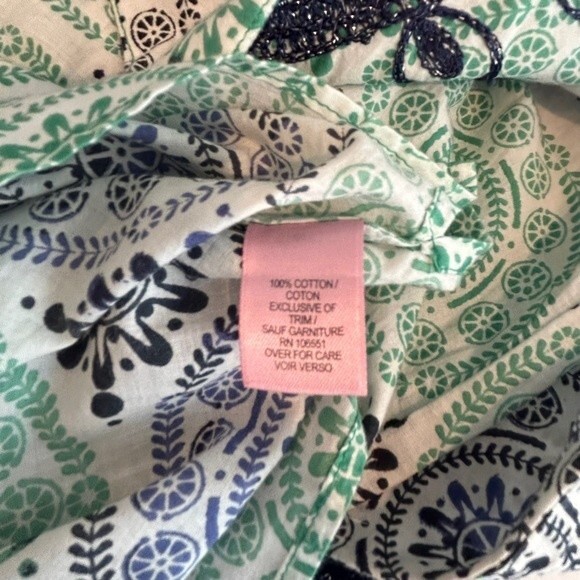 100% COTTON/
COTON
EXCLUSIVE OF
TRIM/
SAUF GARNITURE
RN 106551
OVER FOR CARE
VOIR VERSO